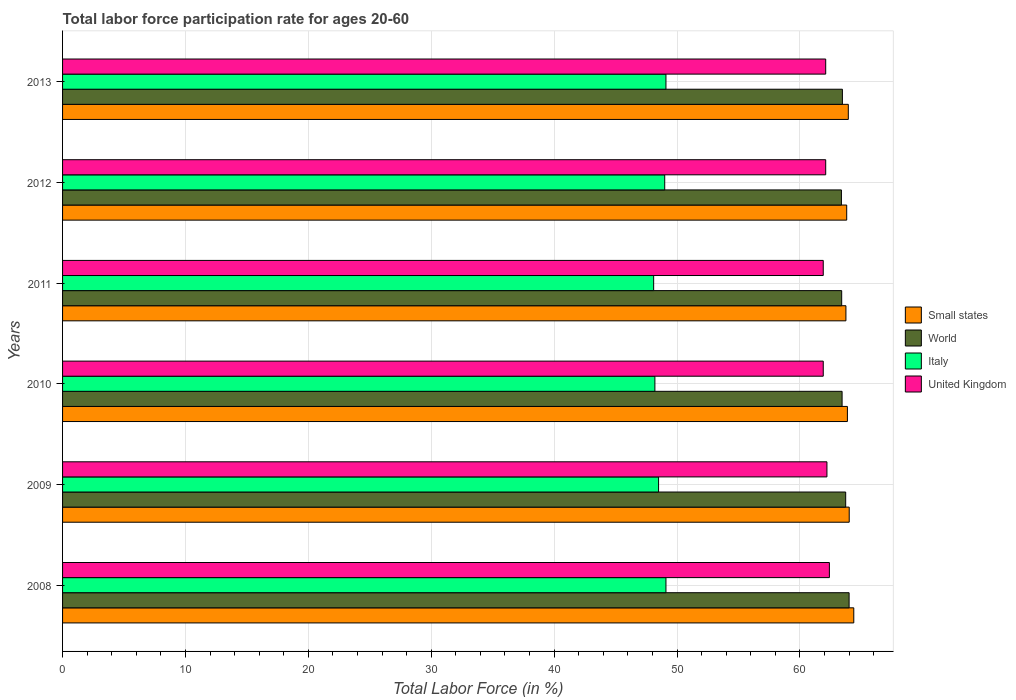 Total labor force participation rate for ages 20-60
2013
2012
2011
2010
2009
2008
Years
0 10 20 30 40 50 60
Total Labor Force (in %)
Small states
World
Italy
United Kingdom